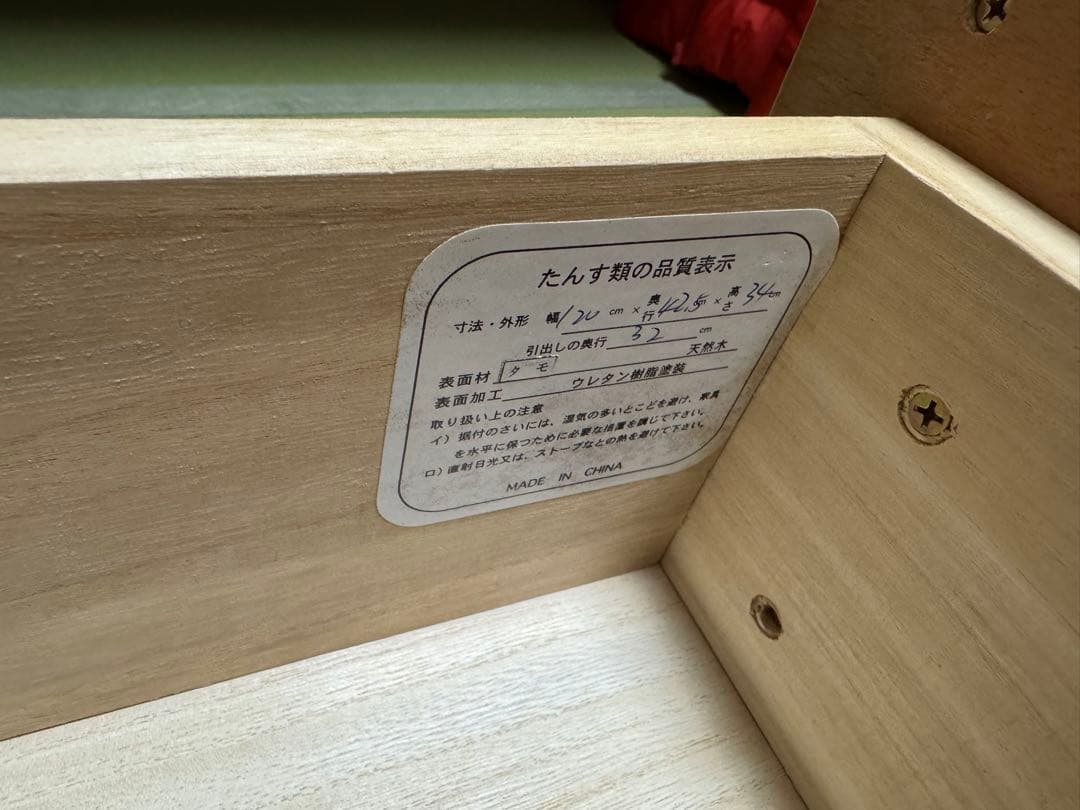 たんす類の品質表示
寸法・外形 幅120cm×奥行42.5cm×高さ34cm
引出しの奥行 32 cm
表面材 タモ 天然木
表面加工 ウレタン樹脂塗装
取り扱い上の注意
イ）据付のさいには、湿気の多いとこどを避け、家具
を水平に保つために必要な措置を講じて下さい。
ロ）直射日光又は、ストーブなとの熱を避けて下さい。
MADE IN CHINA